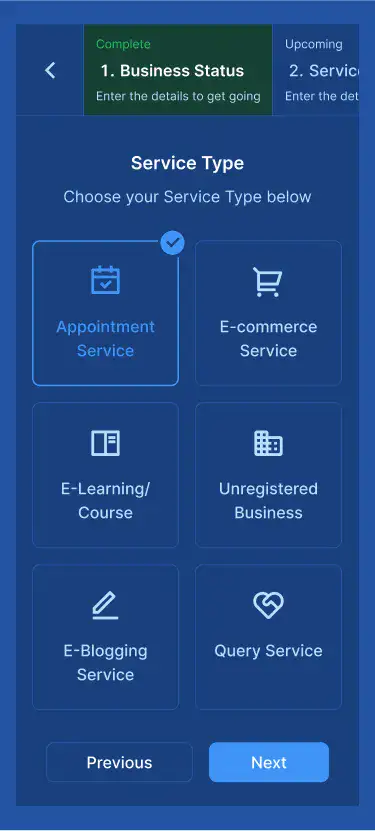 Complete
1. Business Status
Enter the details to get going
Upcoming
2. Service
Enter the det
Service Type
Choose your Service Type below
Appointment
Service
E-commerce
Service
E-Learning/
Course
Unregistered
Business
E-Blogging
Service
Query Service
Previous
Next